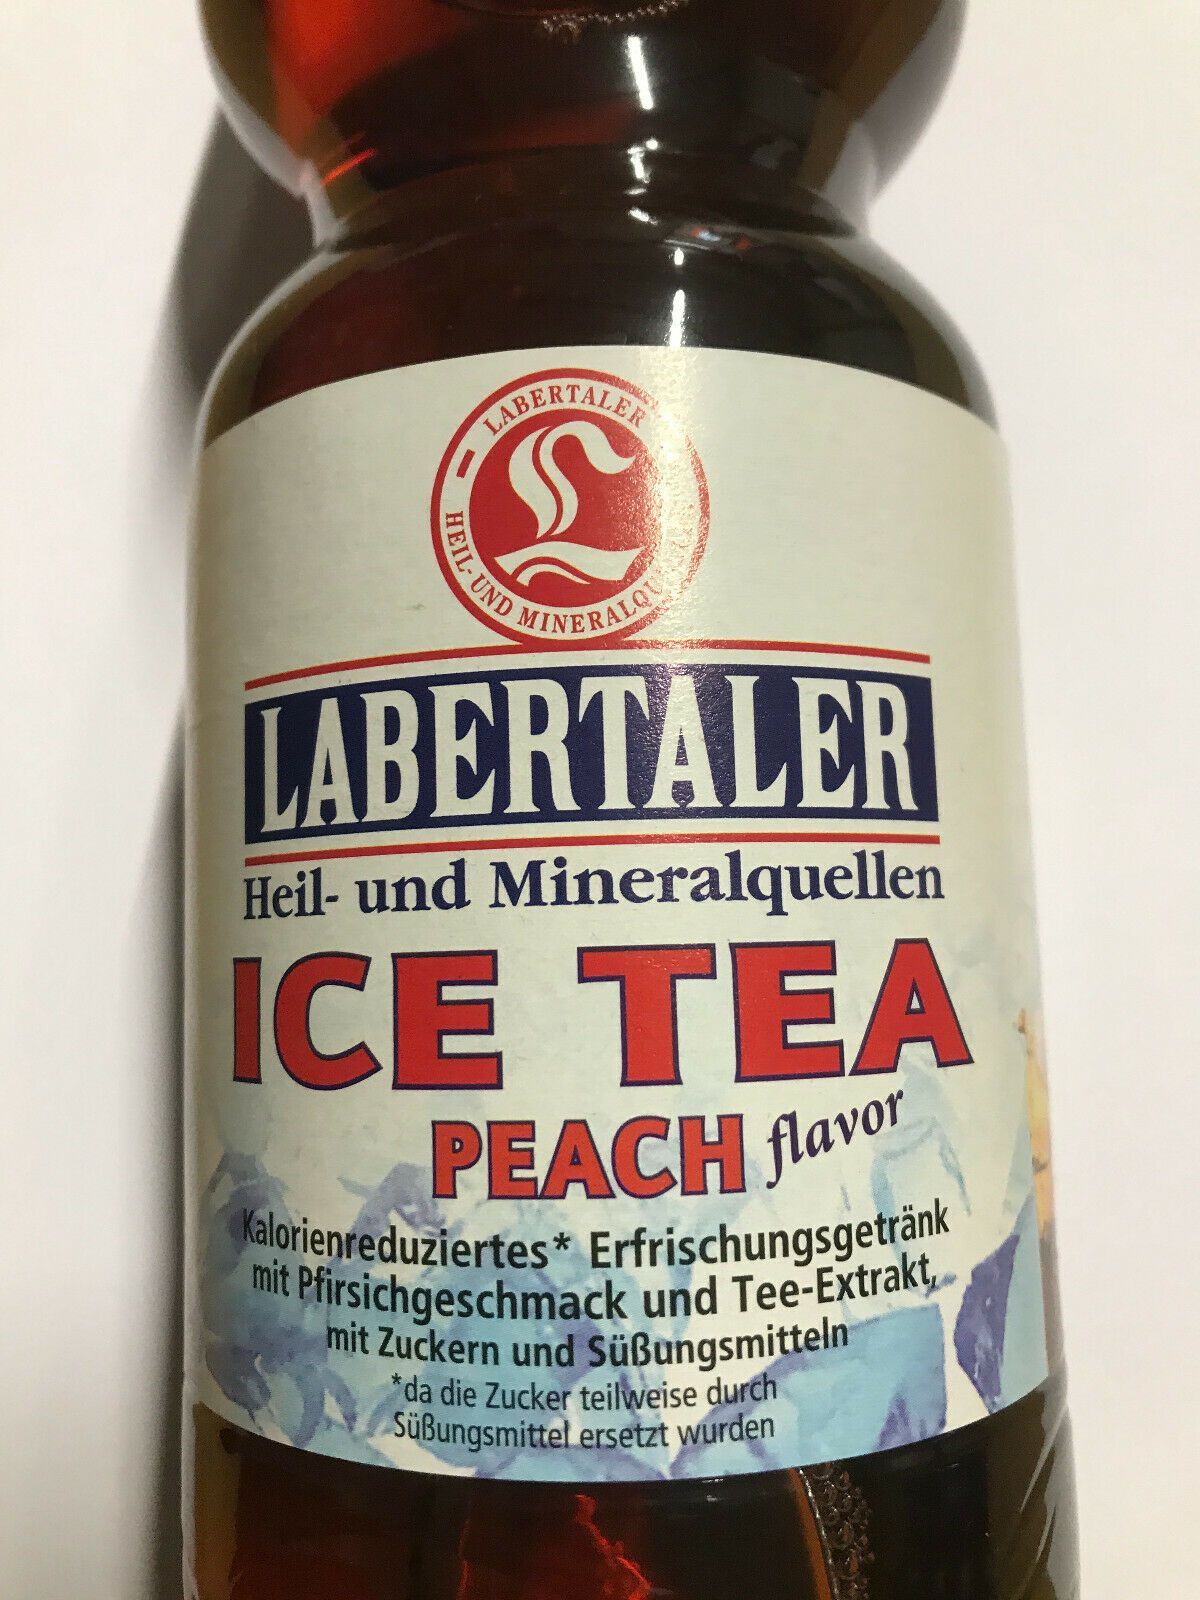 LABERTALER
HEIL- UND
LABERTALER
Heil- und Mineralquellen
ICE TEA
PEACH flavor
Kalorienreduziertes* Erfrischungsgetränk
mit Pfirsichgeschmack und Tee-Extrakt,
mit Zuckern und Süßungsmitteln
*da die Zucker teilweise durch
Süßungsmittel ersetzt wurden